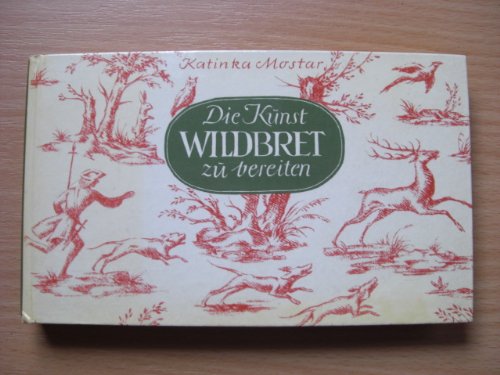 Katinka Mostar
Die Kunst
WILDBRET
zu bereiten